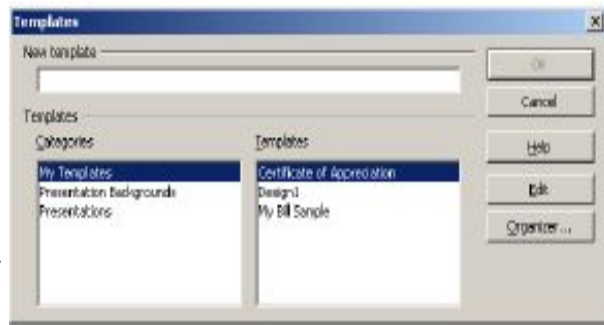 Templates
New template
OK
Cancel
Templates
Categories
Templates
Help
My Templates
Presentation Backgrounds
Presentations
Certificate of Appreciation
Design1
My Bill Sample
Edit
Organizer...